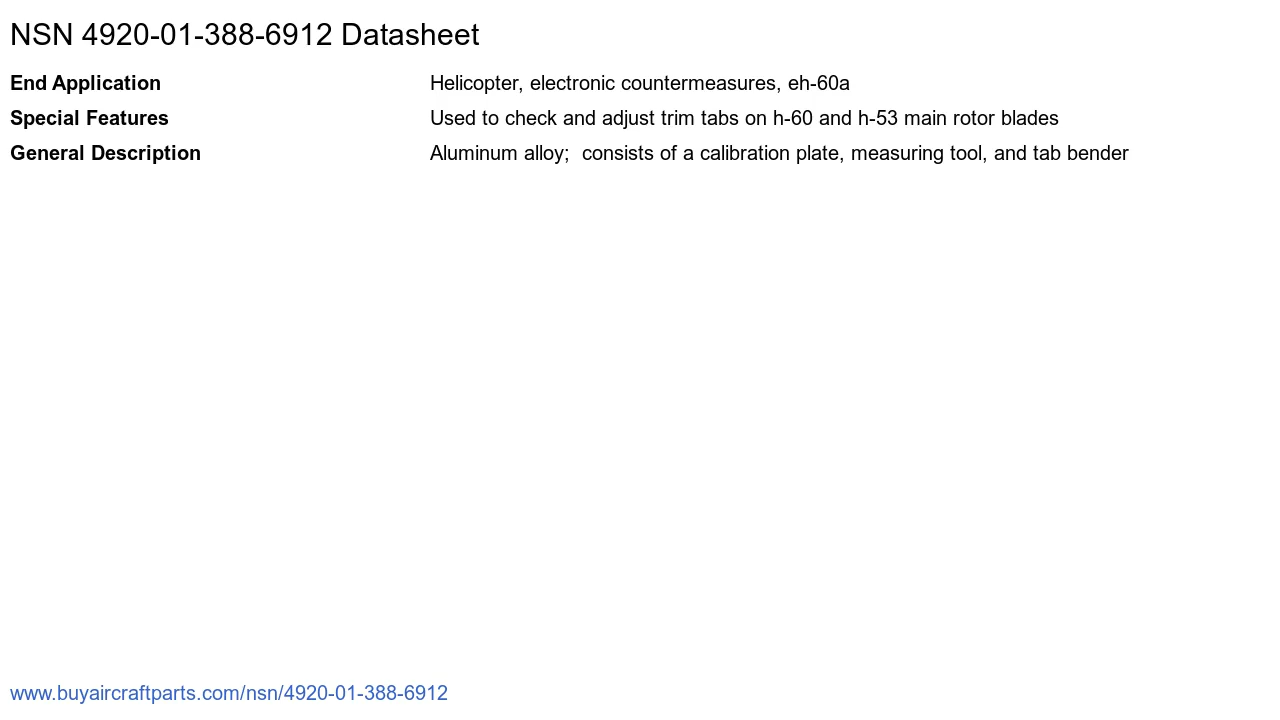 NSN 4920-01-388-6912 Datasheet
End Application Helicopter, electronic countermeasures, eh-60a
Special Features Used to check and adjust trim tabs on h-60 and h-53 main rotor blades
General Description Aluminum alloy;  consists of a calibration plate, measuring tool, and tab bender
www.buyaircraftparts.com/nsn/4920-01-388-6912